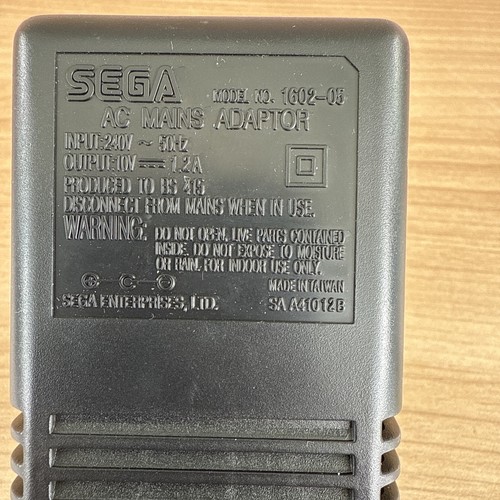 SEGA MODEL NO. 1602-05
AC MAINS ADAPTOR
INPUT:240V ~ 50Hz
OUTPUT:10V ⎓ 1.2A
PRODUCED TO BS 415
DISCONNECT FROM MAINS WHEN IN USE.
WARNING: DO NOT OPEN, LIVE PARTS CONTAINED
INSIDE. DO NOT EXPOSE TO MOISTURE
OR RAIN. FOR INDOOR USE ONLY.
MADE IN TAIWAN
SEGA ENTERPRISES, LTD. SA A41012B